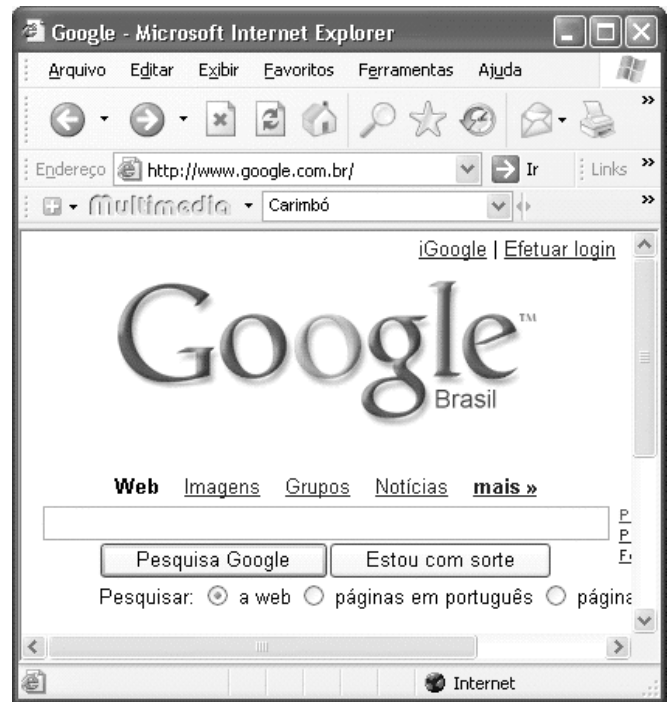 Google - Microsoft Internet Explorer
Arquivo Editar Exibir Favoritos Ferramentas Ajuda
Endereço http://www.google.com.br/ Ir Links
Multimedia Carimbó
iGoogle | Efetuar login
Google™
Brasil
Web Imagens Grupos Notícias mais »
Pesquisa Google Estou com sorte
Pesquisar: a web páginas em português
Internet